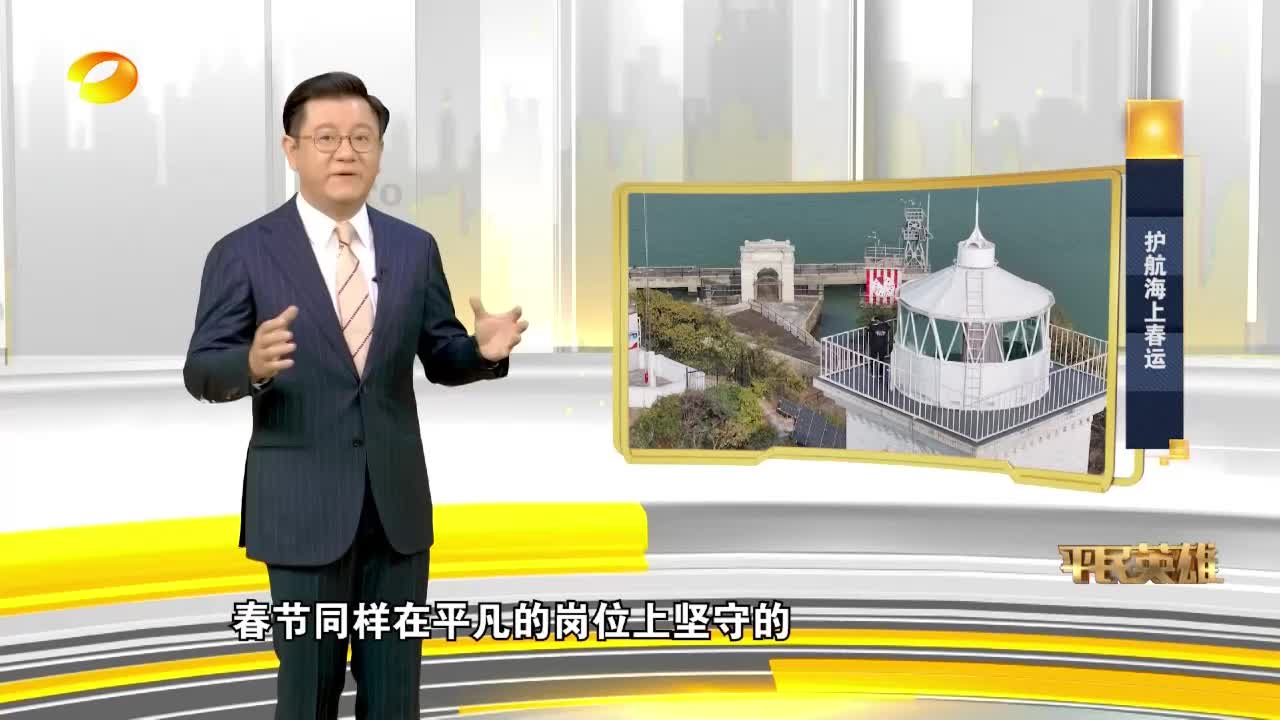 护航海上春运
平民英雄
春节同样在平凡的岗位上坚守的